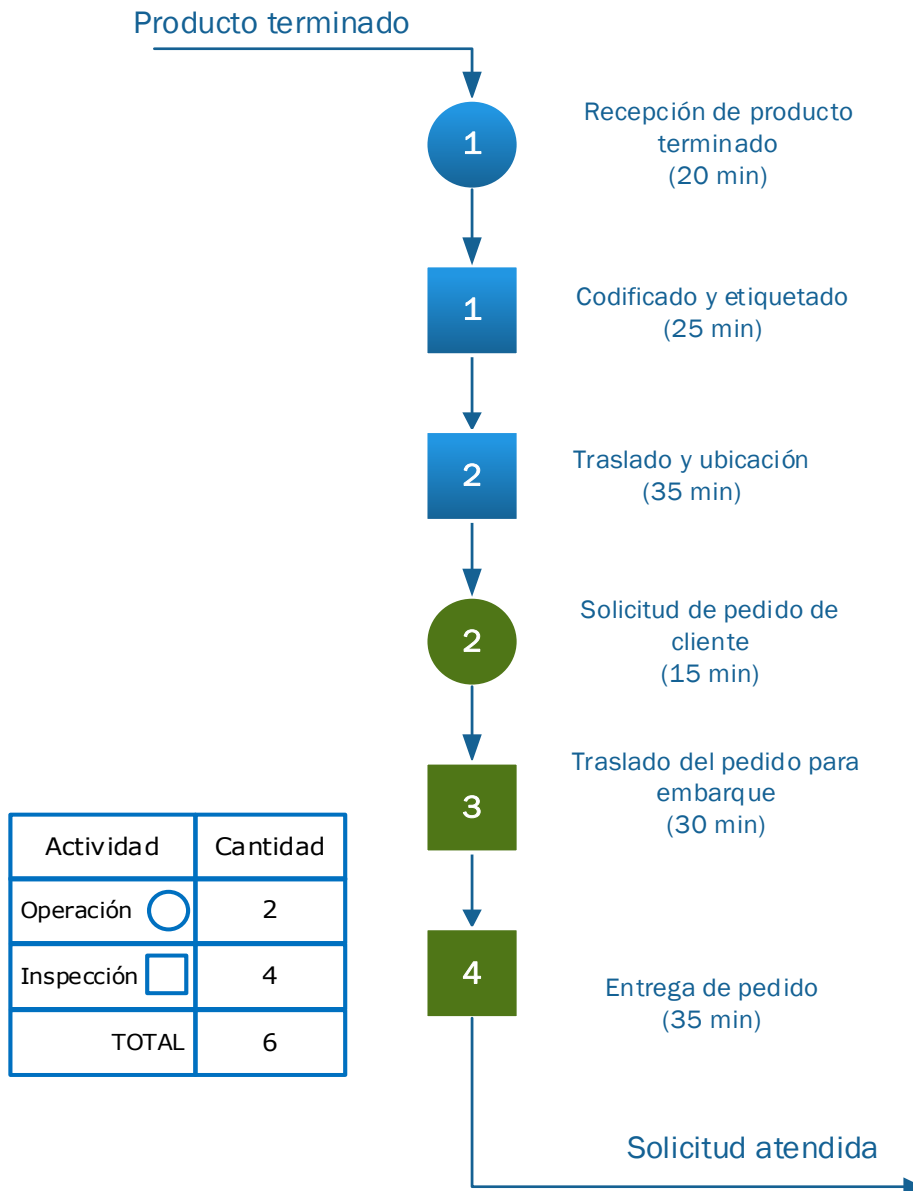 Producto terminado
1
Recepción de producto
terminado
(20 min)
1
Codificado y etiquetado
(25 min)
2
Traslado y ubicación
(35 min)
2
Solicitud de pedido de
cliente
(15 min)
3
Traslado del pedido para
embarque
(30 min)
4
Entrega de pedido
(35 min)
Actividad Cantidad
Operación 2
Inspección 4
TOTAL 6
Solicitud atendida